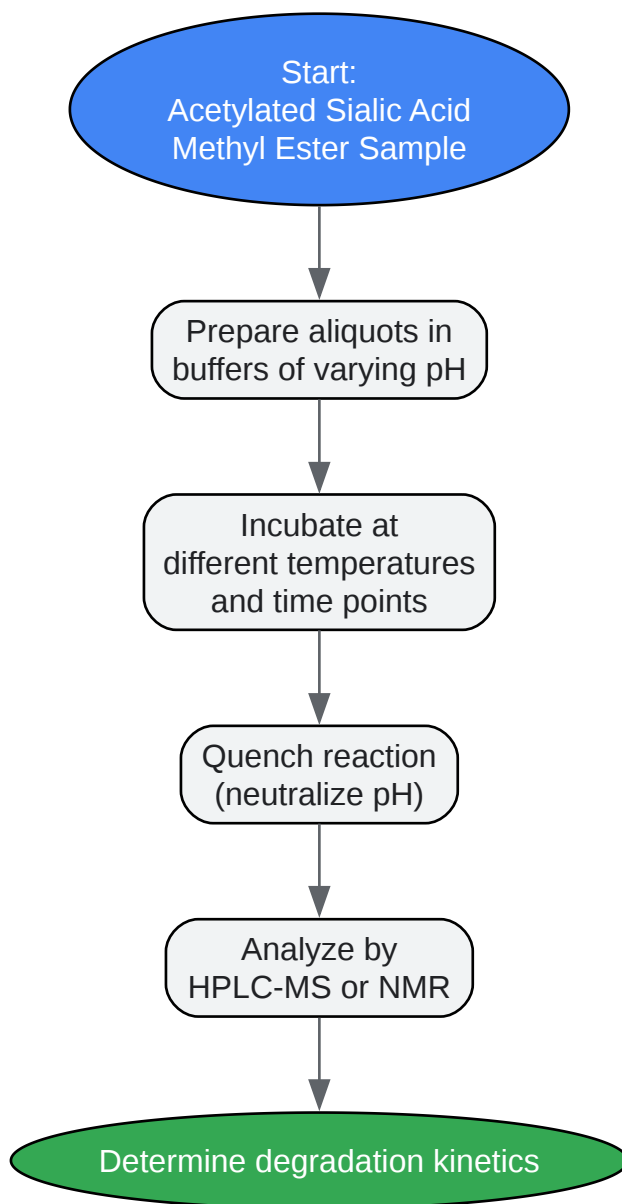 Start:
Acetylated Sialic Acid
Methyl Ester Sample
Prepare aliquots in
buffers of varying pH
Incubate at
different temperatures
and time points
Quench reaction
(neutralize pH)
Analyze by
HPLC-MS or NMR
Determine degradation kinetics